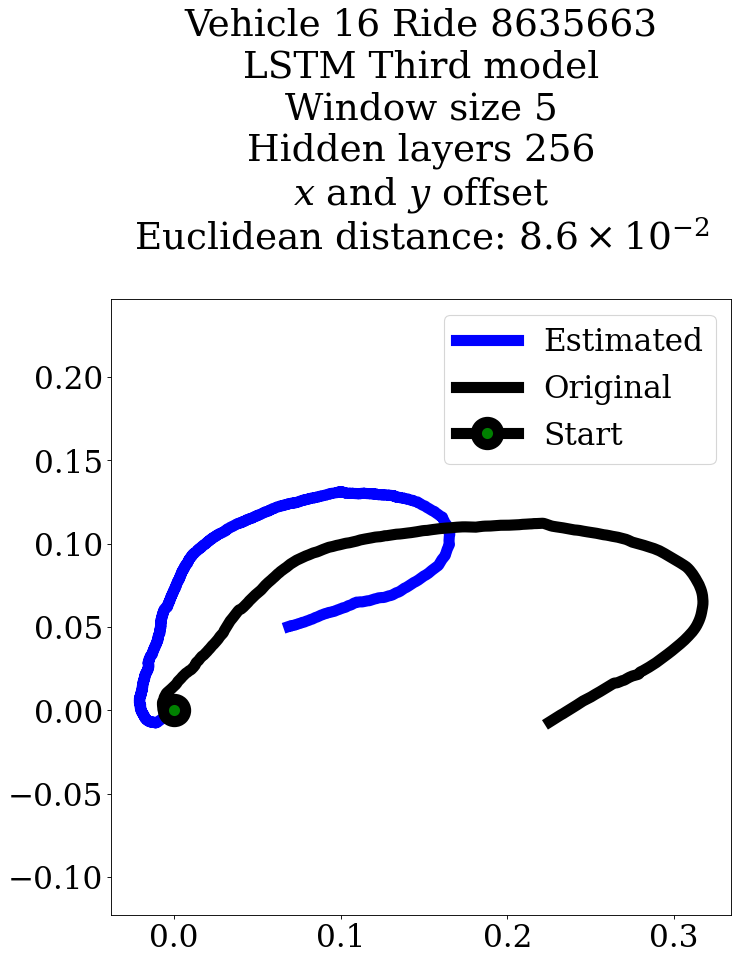 Vehicle 16 Ride 8635663
LSTM Third model
Window size 5
Hidden layers 256
x and y offset
Euclidean distance: 8.6 × 10⁻²
Estimated
Original
Start
0.20
0.15
0.10
0.05
0.00
−0.05
−0.10
0.0 0.1 0.2 0.3